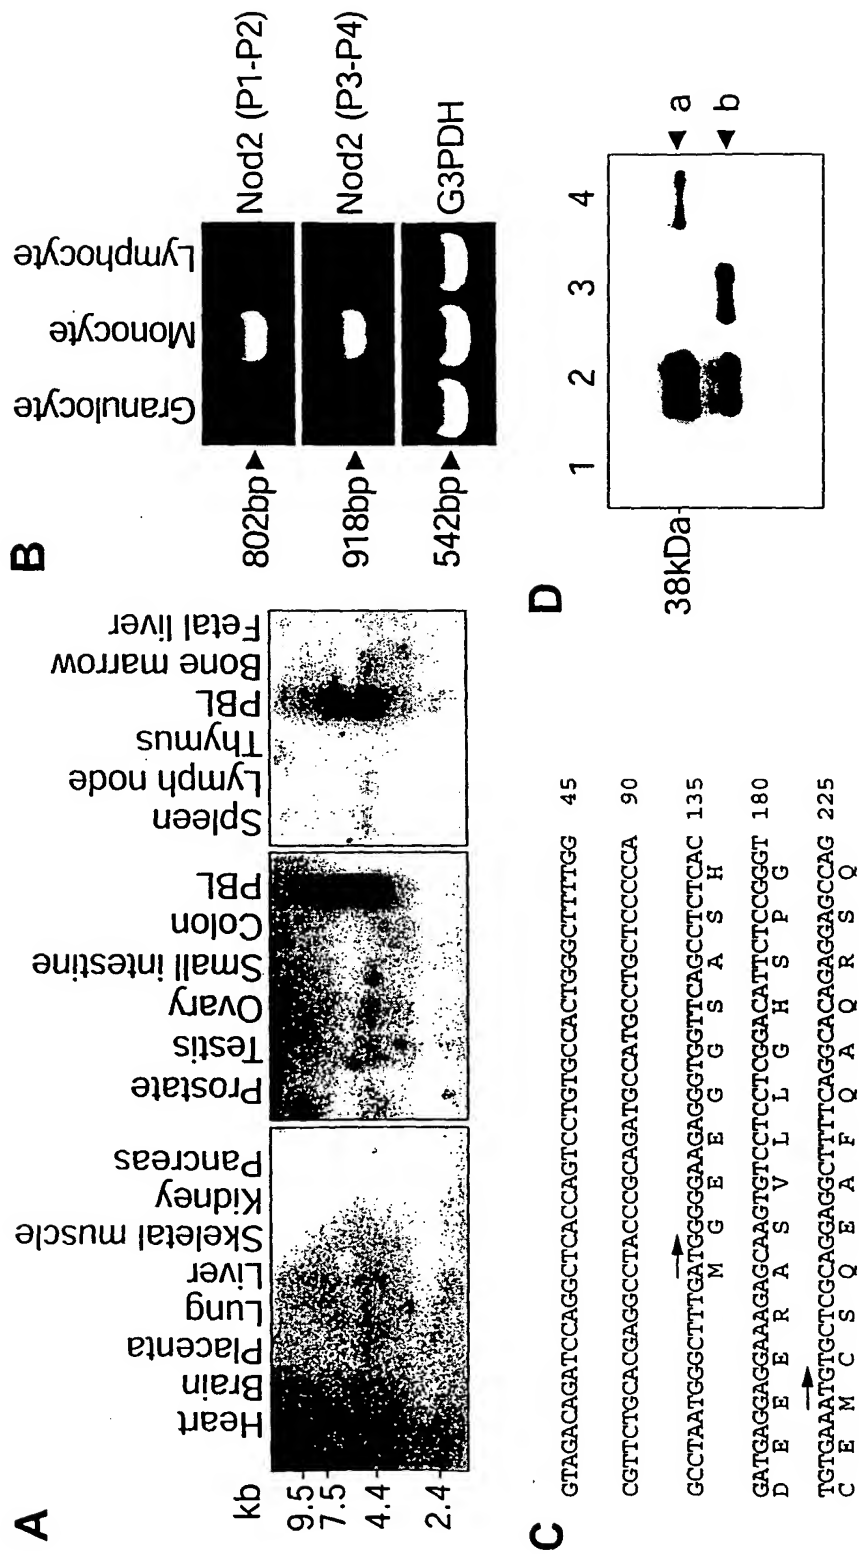 A
kb
9.5
7.5
4.4
2.4
Heart
Brain
Placenta
Lung
Liver
Skeletal muscle
Kidney
Pancreas
Prostate
Testis
Ovary
Small intestine
Colon
PBL
Spleen
Lymph node
Thymus
PBL
Bone marrow
Fetal liver
B
Granulocyte
Monocyte
Lymphocyte
802bp
Nod2 (P1-P2)
918bp
Nod2 (P3-P4)
542bp
G3PDH
C
GTAGACAGATCCAGGCTCACCAGTCCTGTGCCACTGGGCTTTTGG 45
CGTTCTGCACGAGGCCTACCCGCAGATGCCATGCCTGCTCCCCCA 90
GCCTAATGGGCTTTGATGGGGGAAGAGGGTGGTTCAGCCTCTCAC 135
M G E E G G S A S H
GATGAGGAGGAAAGAGCAAGTGTCCTCCTCGGACATTCTCCGGGT 180
D E E E R A S V L L G H S P G
TGTGAAATGTGCTCGCAGGAGGCTTTTCAGGCACAGAGGAGCCAG 225
C E M C S Q E A F Q A Q R S Q
D
1 2 3 4
38kDa
a
b